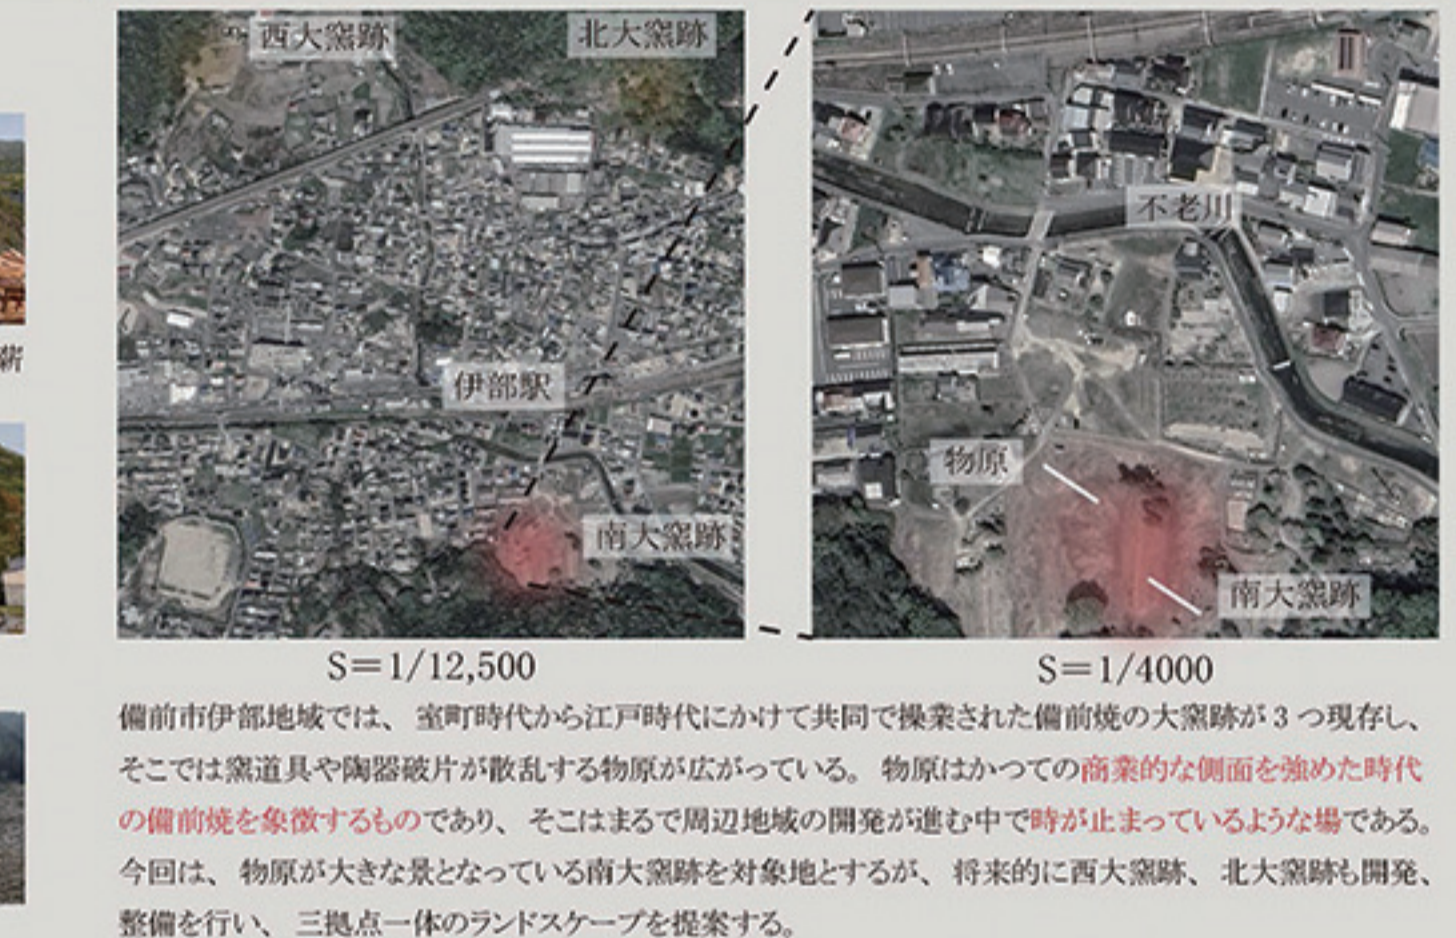 西大窯跡
北大窯跡
伊部駅
南大窯跡
不老川
物原
南大窯跡
薪
S＝1/12,500
S＝1/4000
備前市伊部地域では、室町時代から江戸時代にかけて共同で操業された備前焼の大窯跡が 3 つ現存し、
そこでは窯道具や陶器破片が散乱する物原が広がっている。物原はかつての商業的な側面を強めた時代
の備前焼を象徴するものであり、そこはまるで周辺地域の開発が進む中で時が止まっているような場である。
今回は、物原が大きな景となっている南大窯跡を対象地とするが、将来的に西大窯跡、北大窯跡も開発、
整備を行い、三拠点一体のランドスケープを提案する。